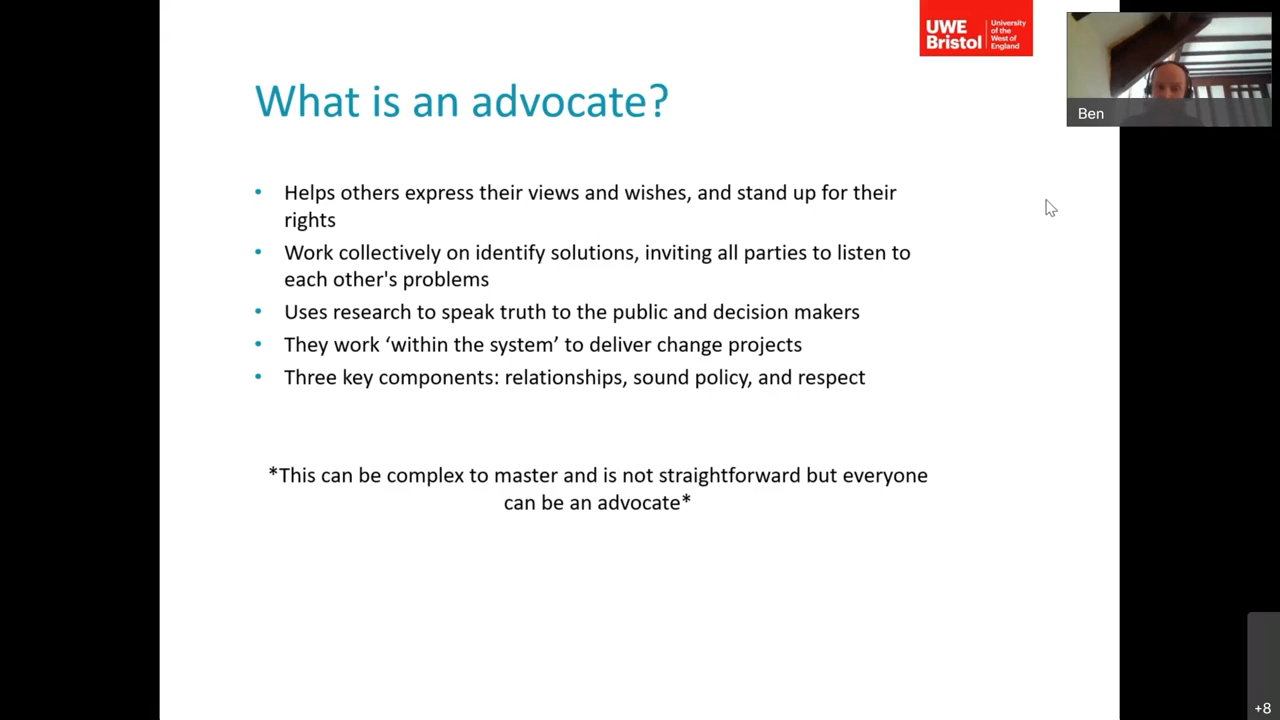 UWE Bristol
University of the West of England
What is an advocate?
Ben
• Helps others express their views and wishes, and stand up for their
rights
• Work collectively on identify solutions, inviting all parties to listen to
each other's problems
• Uses research to speak truth to the public and decision makers
• They work ‘within the system’ to deliver change projects
• Three key components: relationships, sound policy, and respect
*This can be complex to master and is not straightforward but everyone
can be an advocate*
+8